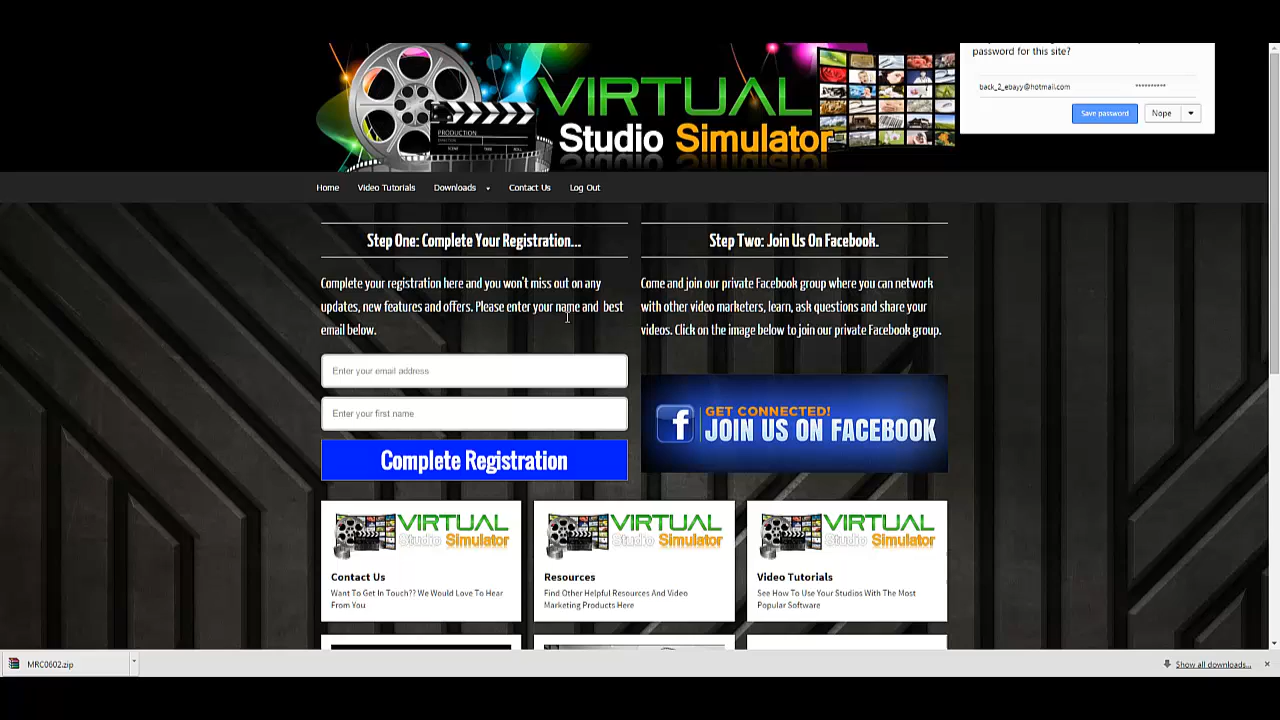 password for this site?
back_2_ebayy@hotmail.com **********
Save password Nope
PRODUCTION
VIRTUAL
Studio Simulator
Home Video Tutorials Downloads Contact Us Log Out
Step One: Complete Your Registration...
Complete your registration here and you won't miss out on any
updates, new features and offers. Please enter your name and best
email below.
Enter your email address
Enter your first name
Complete Registration
Step Two: Join Us On Facebook.
Come and join our private Facebook group where you can network
with other video marketers, learn, ask questions and share your
videos. Click on the image below to join our private Facebook group.
f GET CONNECTED!
JOIN US ON FACEBOOK
VIRTUAL
Studio Simulator
Contact Us
Want To Get In Touch?? We Would Love To Hear
From You
VIRTUAL
Studio Simulator
Resources
Find Other Helpful Resources And Video
Marketing Products Here
VIRTUAL
Studio Simulator
Video Tutorials
See How To Use Your Studios With The Most
Popular Software
MRC0602.zip
Show all downloads...